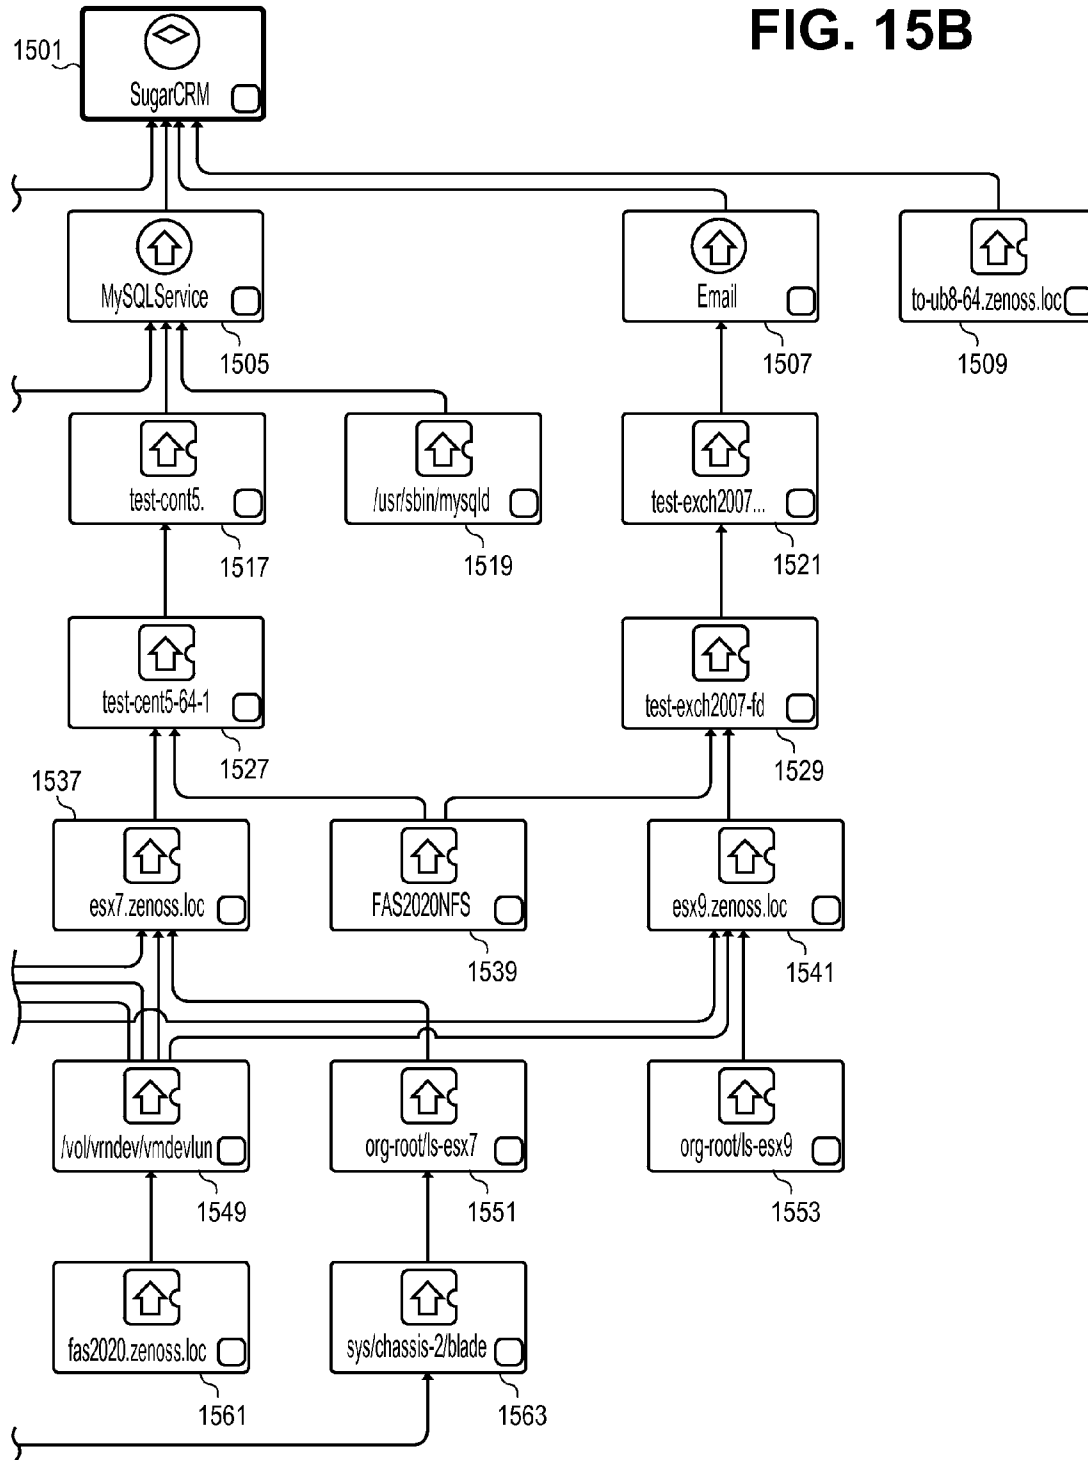 FIG. 15B
1501
SugarCRM
MySQLService
Email
to-ub8-64.zenoss.loc
1505
1507
1509
test-cont5.
/usr/sbin/mysqld
test-exch2007...
1517
1519
1521
test-cent5-64-1
test-exch2007-fd
1527
1529
1537
esx7.zenoss.loc
FAS2020NFS
esx9.zenoss.loc
1539
1541
/vol/vrndev/vmdevlun
org-root/ls-esx7
org-root/ls-esx9
1549
1551
1553
fas2020.zenoss.loc
sys/chassis-2/blade
1561
1563